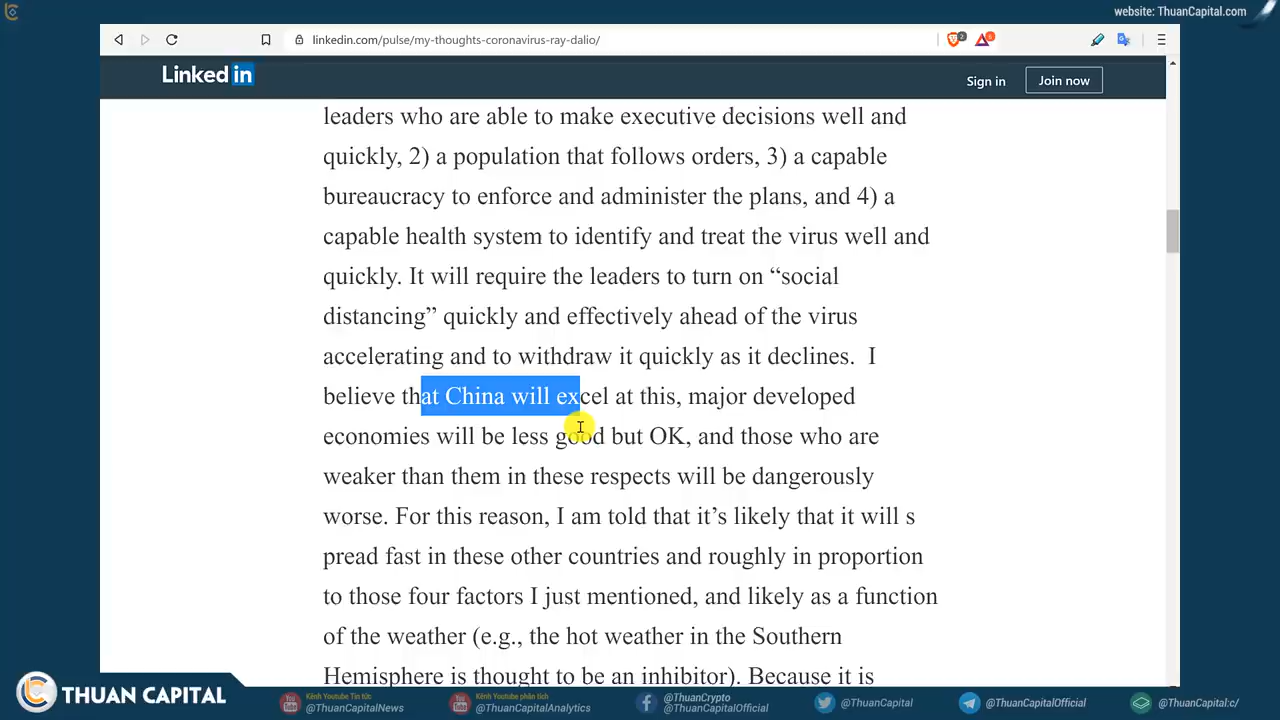 website: ThuanCapital.com
linkedin.com/pulse/my-thoughts-coronavirus-ray-dalio/
2
Linked in
Sign in
Join now
leaders who are able to make executive decisions well and
quickly, 2) a population that follows orders, 3) a capable
bureaucracy to enforce and administer the plans, and 4) a
capable health system to identify and treat the virus well and
quickly. It will require the leaders to turn on “social
distancing” quickly and effectively ahead of the virus
accelerating and to withdraw it quickly as it declines.  I
believe that China will excel at this, major developed
economies will be less good but OK, and those who are
weaker than them in these respects will be dangerously
worse. For this reason, I am told that it’s likely that it will s
pread fast in these other countries and roughly in proportion
to those four factors I just mentioned, and likely as a function
of the weather (e.g., the hot weather in the Southern
Hemisphere is thought to be an inhibitor). Because it is
THUAN CAPITAL
Kênh Youtube Tin tức
@ThuanCapitalNews
Kênh Youtube phân tích
@ThuanCapitalAnalytics
@ThuanCrypto
@ThuanCapitalOfficial
@ThuanCapital
@ThuanCapitalOfficial
@ThuanCapital:c/